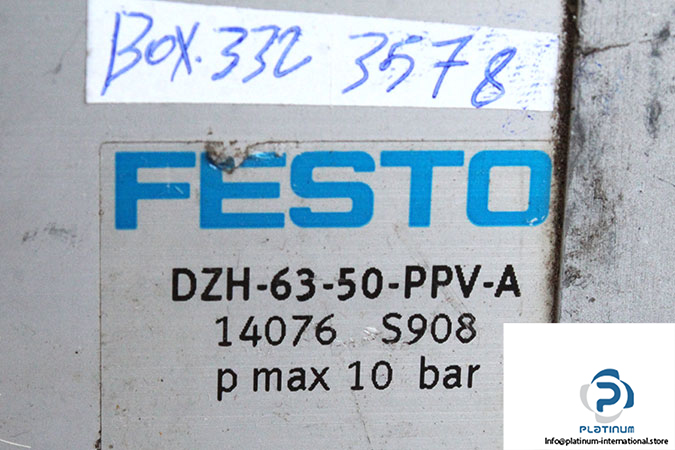 BOX.332 3578
FESTO
DZH-63-50-PPV-A
14076 S908
p max 10 bar
PLATINUM
Info@platinum-international.store